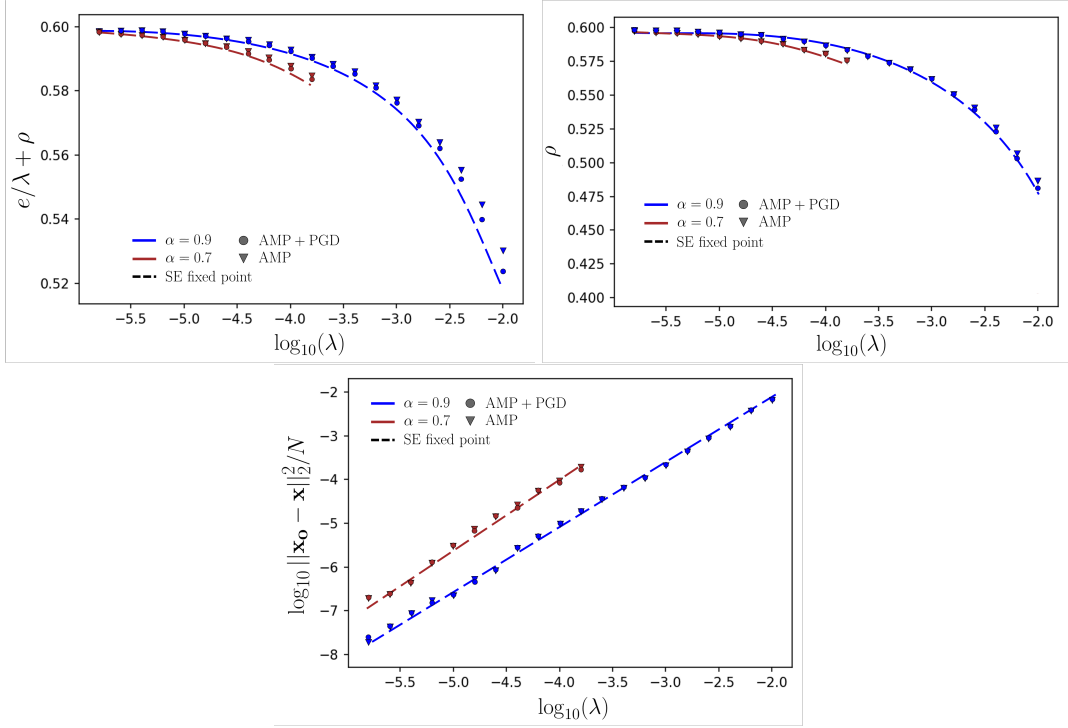 0.60
0.58
0.56
0.54
0.52
e/λ + ρ
α = 0.9 AMP + PGD
α = 0.7 AMP
SE fixed point
−5.5 −5.0 −4.5 −4.0 −3.5 −3.0 −2.5 −2.0
log₁₀(λ)
0.600
0.575
0.550
0.525
0.500
0.475
0.450
0.425
0.400
ρ
α = 0.9 AMP + PGD
α = 0.7 AMP
SE fixed point
−5.5 −5.0 −4.5 −4.0 −3.5 −3.0 −2.5 −2.0
log₁₀(λ)
−2
−3
−4
−5
−6
−7
−8
log₁₀ ||x₀ − x||₂²/N
α = 0.9 AMP + PGD
α = 0.7 AMP
SE fixed point
−5.5 −5.0 −4.5 −4.0 −3.5 −3.0 −2.5 −2.0
log₁₀(λ)